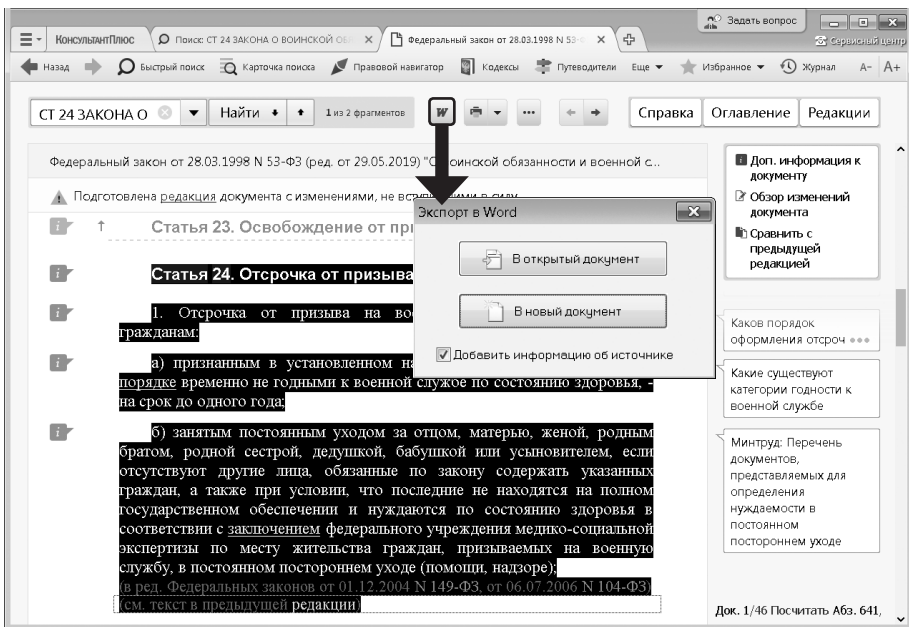 Задать вопрос
КонсультантПлюс
Поиск: СТ 24 ЗАКОНА О ВОИНСКОЙ
Федеральный закон от 28.03.1998 N 53-
Сервисный центр
Назад
Быстрый поиск
Карточка поиска
Правовой навигатор
Кодексы
Путеводители
Еще
Избранное
Журнал
A-
A+
СТ 24 ЗАКОНА О
Найти
1 из 2 фрагментов
W
Справка
Оглавление
Редакции
Федеральный закон от 28.03.1998 N 53-ФЗ (ред. от 29.05.2019) "О воинской обязанности и военной с...
Подготовлена редакция документа с изменениями, не вступившими в силу
Экспорт в Word
В открытый документ
В новый документ
Добавить информацию об источнике
Статья 23. Освобождение от при
Статья 24. Отсрочка от призыва
1. Отсрочка от призыва на во
гражданам:
а) признанным в установленном на
порядке временно не годными к военной службе по состоянию здоровья, -
на срок до одного года;
б) занятым постоянным уходом за отцом, матерью, женой, родным
братом, родной сестрой, дедушкой, бабушкой или усыновителем, если
отсутствуют другие лица, обязанные по закону содержать указанных
граждан, а также при условии, что последние не находятся на полном
государственном обеспечении и нуждаются по состоянию здоровья в
соответствии с заключением федерального учреждения медико-социальной
экспертизы по месту жительства граждан, призываемых на военную
службу, в постоянном постороннем уходе (помощи, надзоре);
(в ред. Федеральных законов от 01.12.2004 N 149-ФЗ, от 06.07.2006 N 104-ФЗ)
(см. текст в предыдущей редакции)
Доп. информация к
документу
Обзор изменений
документа
Сравнить с
предыдущей
редакцией
Каков порядок
оформления отсроч
Какие существуют
категории годности к
военной службе
Минтруд: Перечень
документов,
представляемых для
определения
нуждаемости в
постоянном
постороннем уходе
Док. 1/46 Посчитать Абз. 641,